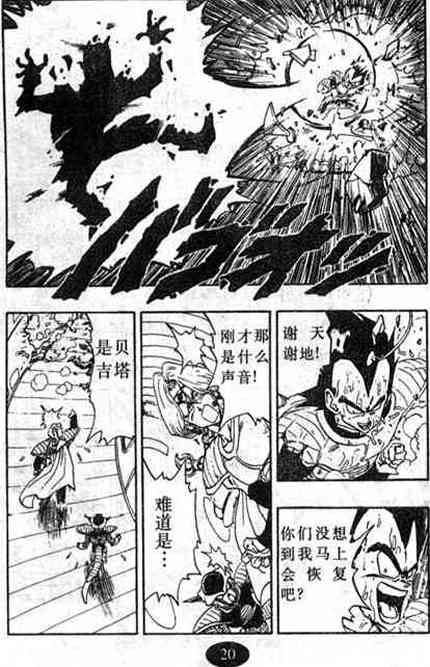 バゴオッ
谢天
谢地!
你们没想
到我马上
会恢复
吧?
刚才那
是什么
声音!
难道是…
是贝
吉塔
20